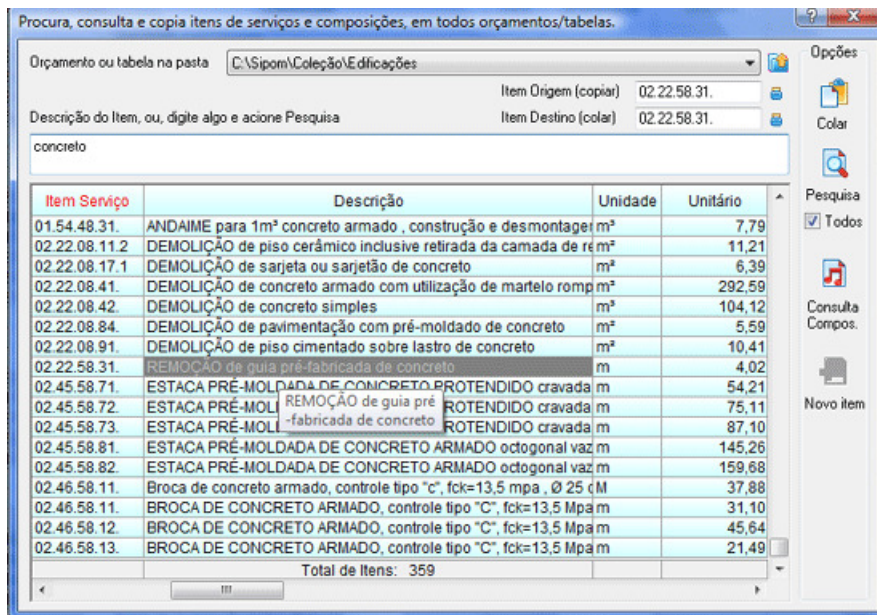 Procura, consulta e copia itens de serviços e composições, em todos orçamentos/tabelas.
Orçamento ou tabela na pasta C:\Sipom\Coleção\Edificações
Opções
Item Origem (copiar) 02.22.58.31.
Descrição do Item, ou, digite algo e acione Pesquisa Item Destino (colar) 02.22.58.31.
Colar
concreto
Pesquisa
Todos
Consulta
Compos.
Novo item
Item Serviço Descrição Unidade Unitário
01.54.48.31. ANDAIME para 1m³ concreto armado , construção e desmontager m³ 7,79
02.22.08.11.2 DEMOLIÇÃO de piso cerâmico inclusive retirada da camada de re m² 11,21
02.22.08.17.1 DEMOLIÇÃO de sarjeta ou sarjetão de concreto m² 6,39
02.22.08.41. DEMOLIÇÃO de concreto armado com utilização de martelo romp m³ 292,59
02.22.08.42. DEMOLIÇÃO de concreto simples m³ 104,12
02.22.08.84. DEMOLIÇÃO de pavimentação com pré-moldado de concreto m² 5,59
02.22.08.91. DEMOLIÇÃO de piso cimentado sobre lastro de concreto m² 10,41
02.22.58.31. REMOÇÃO de guia pré-fabricada de concreto m 4,02
02.45.58.71. ESTACA PRÉ-MOLDADA DE CONCRETO PROTENDIDO cravada m 54,21
02.45.58.72. ESTACA PRÉ-MOL ROTENDIDO cravada m 75,11
02.45.58.73. ESTACA PRÉ-MOL ROTENDIDO cravada m 87,10
REMOÇÃO de guia pré
-fabricada de concreto
02.45.58.81. ESTACA PRÉ-MOLDADA DE CONCRETO ARMADO octogonal vaz m 145,26
02.45.58.82. ESTACA PRÉ-MOLDADA DE CONCRETO ARMADO octogonal vaz m 159,68
02.46.58.11. Broca de concreto armado, controle tipo "c", fck=13,5 mpa , Ø 25 c M 37,88
02.46.58.11. BROCA DE CONCRETO ARMADO, controle tipo "C", fck=13,5 Mpa m 31,10
02.46.58.12. BROCA DE CONCRETO ARMADO, controle tipo "C", fck=13,5 Mpa m 45,64
02.46.58.13. BROCA DE CONCRETO ARMADO, controle tipo "C", fck=13,5 Mpa m 21,49
Total de Itens: 359